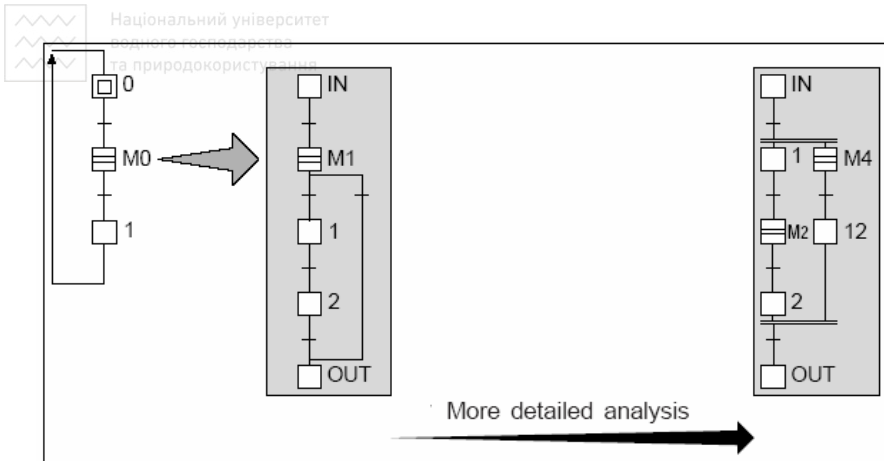 Національний університет
водного господарства
та природокористування
0
M0
1
IN
M1
1
2
OUT
IN
1
M4
M2
12
2
OUT
More detailed analysis